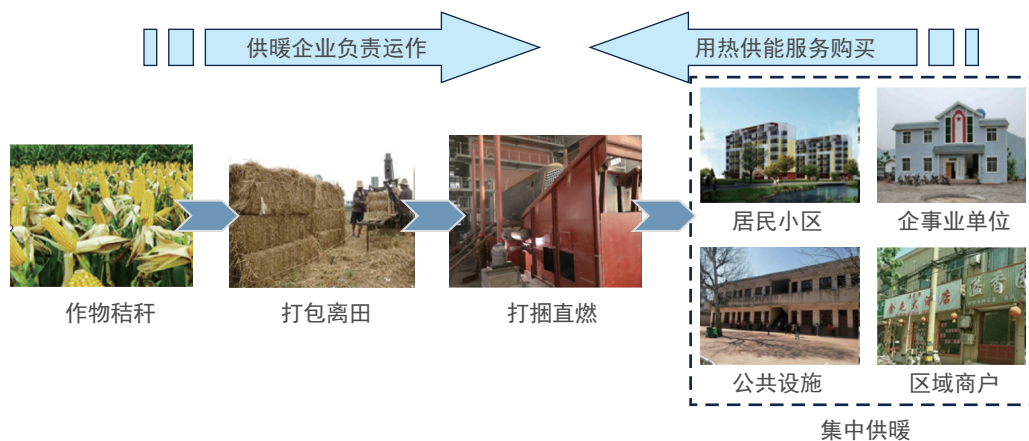 供暖企业负责运作
用热供能服务购买
作物秸秆
打包离田
打捆直燃
居民小区
企事业单位
公共设施
区域商户
集中供暖